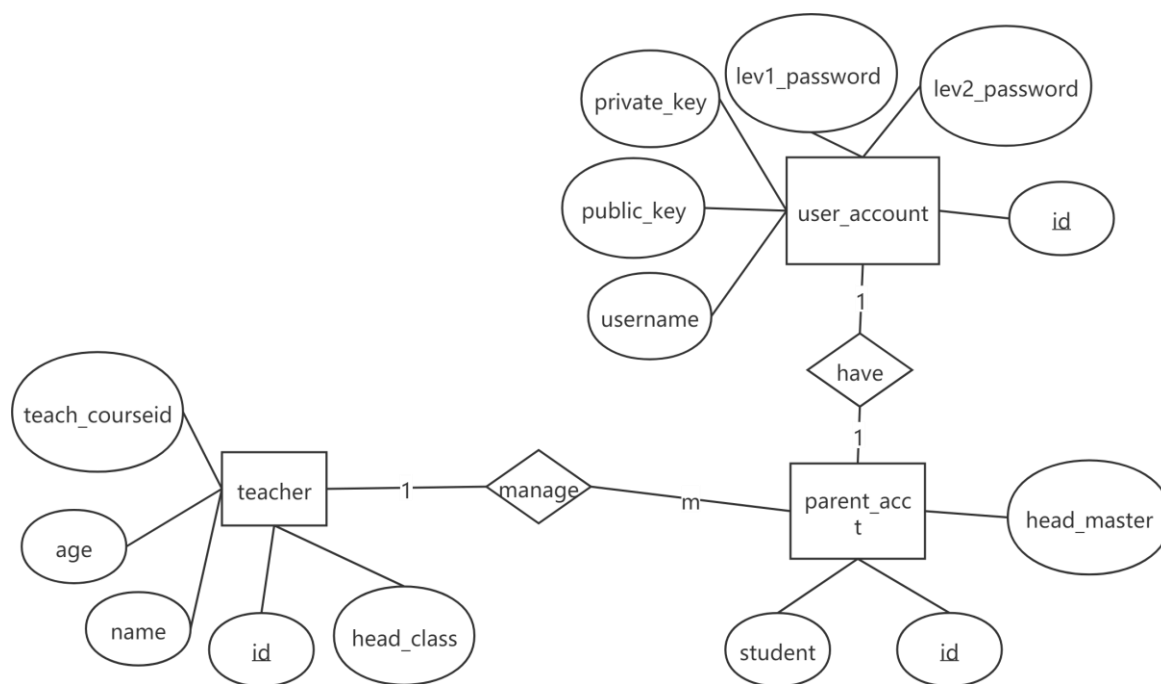 lev1_password
lev2_password
private_key
public_key
user_account
id
username
1
have
teach_courseid
1
teacher
1
manage
m
parent_acc
t
head_master
age
name
id
head_class
student
id